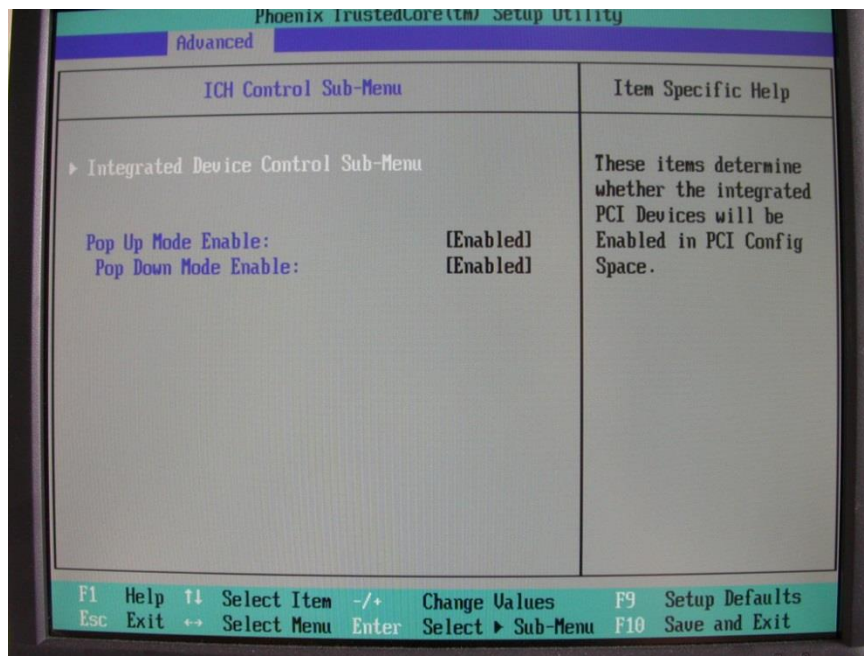 Phoenix TrustedCore(tm) Setup Utility
Advanced
ICH Control Sub-Menu
Item Specific Help
▶ Integrated Device Control Sub-Menu
These items determine
whether the integrated
PCI Devices will be
Enabled in PCI Config
Space.
Pop Up Mode Enable: [Enabled]
Pop Down Mode Enable: [Enabled]
F1 Help ↑↓ Select Item -/+ Change Values F9 Setup Defaults
Esc Exit ↔ Select Menu Enter Select ▶ Sub-Menu F10 Save and Exit